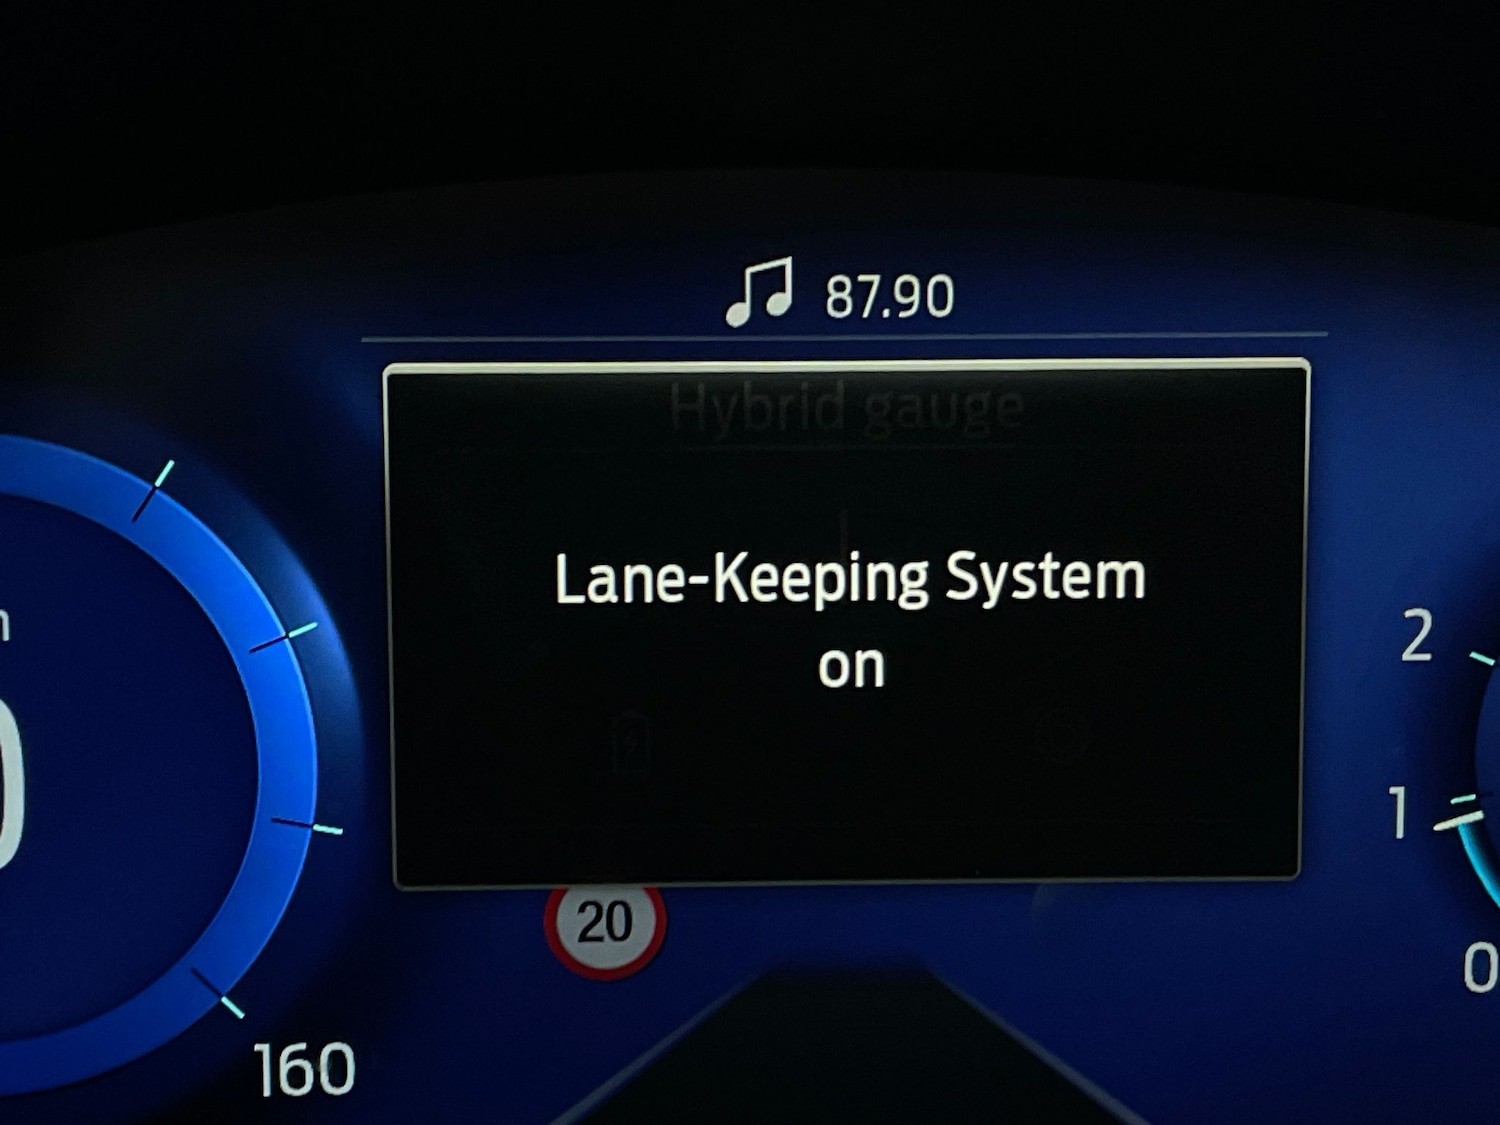 87.90
Hybrid gauge
Lane-Keeping System
on
2
1
20
0
160